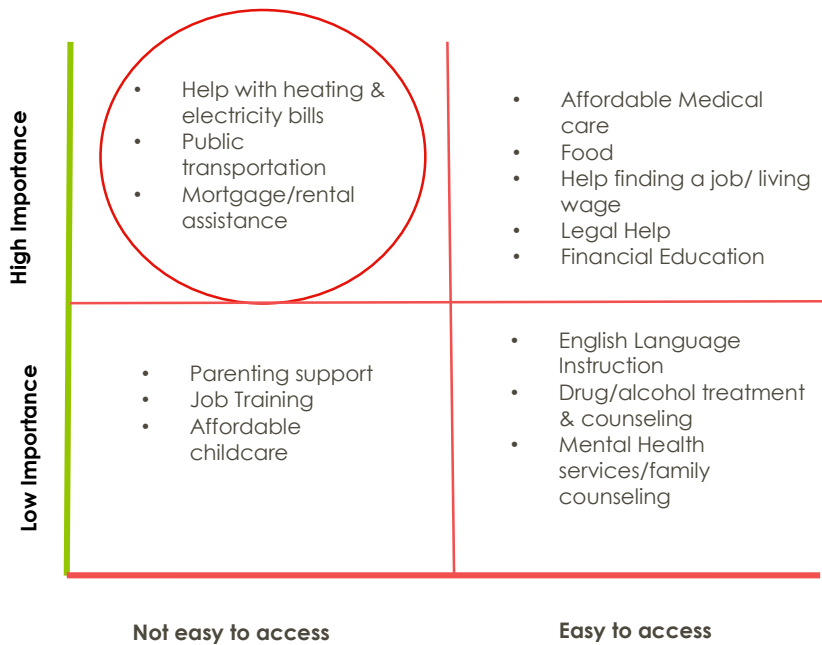 High Importance
• Help with heating &
electricity bills
• Public
transportation
• Mortgage/rental
assistance
• Affordable Medical
care
• Food
• Help finding a job/ living
wage
• Legal Help
• Financial Education
Low Importance
• Parenting support
• Job Training
• Affordable
childcare
• English Language
Instruction
• Drug/alcohol treatment
& counseling
• Mental Health
services/family
counseling
Not easy to access
Easy to access